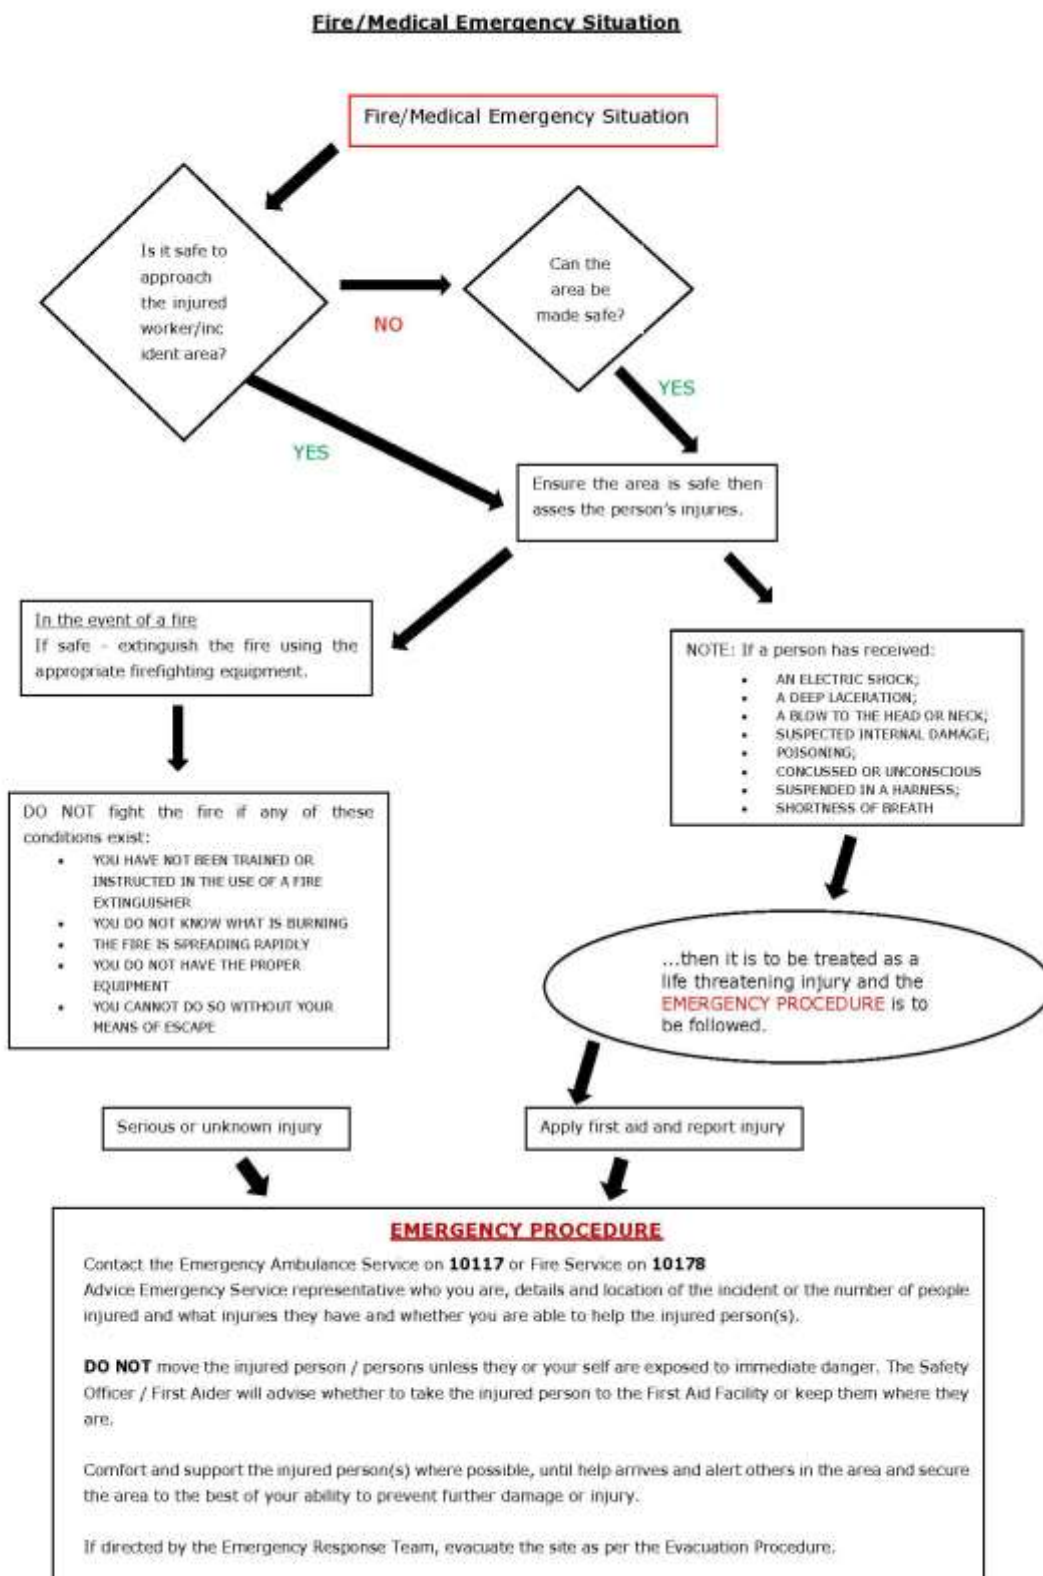 Fire/Medical Emergency Situation
Fire/Medical Emergency Situation
Is it safe to
approach
the injured
worker/inc
ident area?
NO
Can the
area be
made safe?
YES
YES
Ensure the area is safe then
asses the person's injuries.
In the event of a fire
If safe - extinguish the fire using the
appropriate firefighting equipment.
NOTE: If a person has received:
• AN ELECTRIC SHOCK;
• A DEEP LACERATION;
• A BLOW TO THE HEAD OR NECK;
• SUSPECTED INTERNAL DAMAGE;
• POISONING;
• CONCUSSED OR UNCONSCIOUS
• SUSPENDED IN A HARNESS;
• SHORTNESS OF BREATH
DO NOT fight the fire if any of these
conditions exist:
• YOU HAVE NOT BEEN TRAINED OR
INSTRUCTED IN THE USE OF A FIRE
EXTINGUISHER
• YOU DO NOT KNOW WHAT IS BURNING
• THE FIRE IS SPREADING RAPIDLY
• YOU DO NOT HAVE THE PROPER
EQUIPMENT
• YOU CANNOT DO SO WITHOUT YOUR
MEANS OF ESCAPE
...then it is to be treated as a
life threatening injury and the
EMERGENCY PROCEDURE is to
be followed.
Serious or unknown injury
Apply first aid and report injury
EMERGENCY PROCEDURE
Contact the Emergency Ambulance Service on 10117 or Fire Service on 10178
Advice Emergency Service representative who you are, details and location of the incident or the number of people
injured and what injuries they have and whether you are able to help the injured person(s).
DO NOT move the injured person / persons unless they or your self are exposed to immediate danger. The Safety
Officer / First Aider will advise whether to take the injured person to the First Aid Facility or keep them where they
are.
Comfort and support the injured person(s) where possible, until help arrives and alert others in the area and secure
the area to the best of your ability to prevent further damage or injury.
If directed by the Emergency Response Team, evacuate the site as per the Evacuation Procedure.